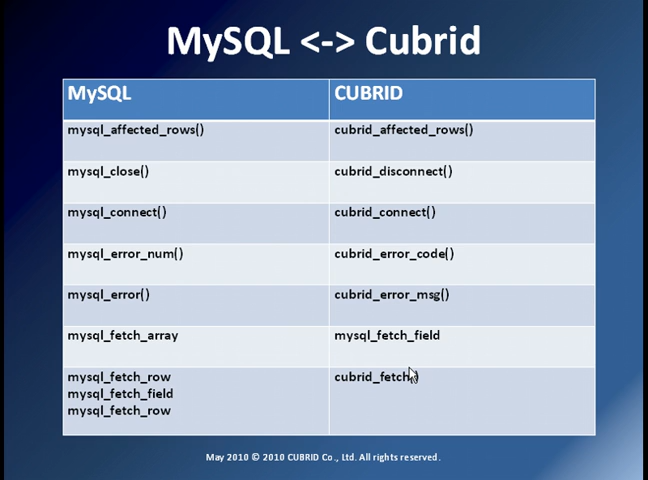 MySQL <-> Cubrid
MySQL CUBRID
mysql_affected_rows() cubrid_affected_rows()
mysql_close() cubrid_disconnect()
mysql_connect() cubrid_connect()
mysql_error_num() cubrid_error_code()
mysql_error() cubrid_error_msg()
mysql_fetch_array mysql_fetch_field
mysql_fetch_row cubrid_fetch()
mysql_fetch_field
mysql_fetch_row
May 2010 © 2010 CUBRID Co., Ltd. All rights reserved.